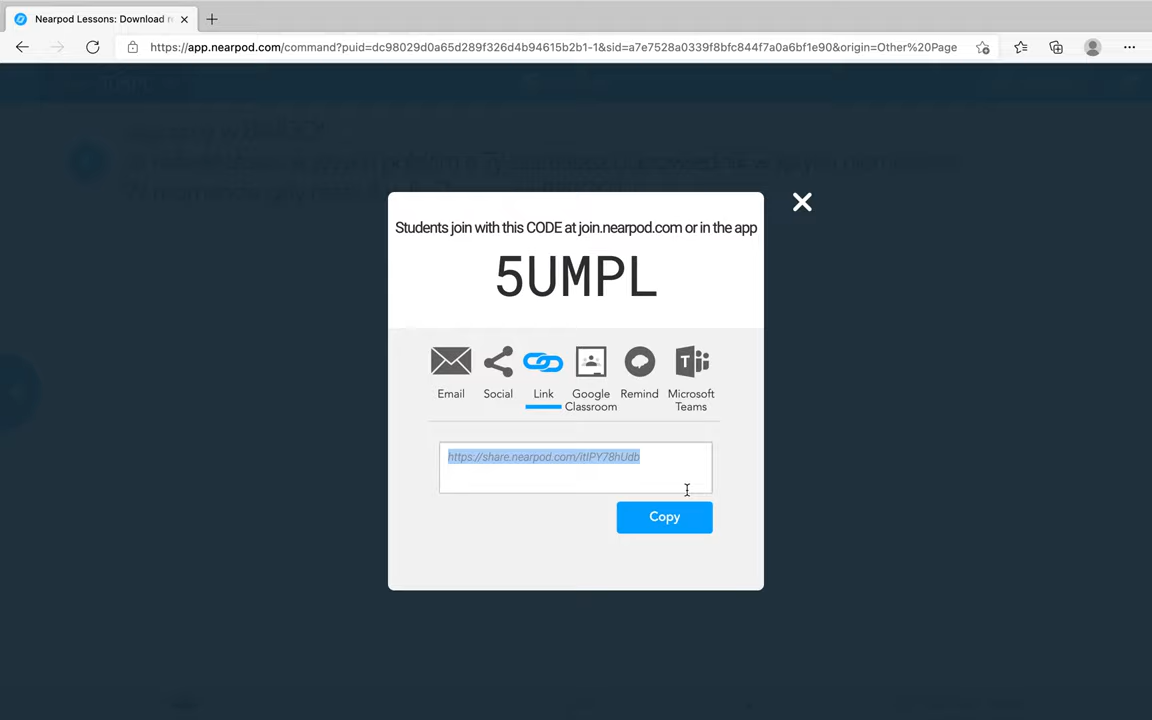 Nearpod Lessons: Download r
https://app.nearpod.com/command?puid=dc98029d0a65d289f326d4b94615b2b1-1&sid=a7e7528a0339f8bfc844f7a0a6bf1e90&origin=Other%20Page
Students join with this CODE at join.nearpod.com or in the app
5UMPL
Email Social Link Google Classroom Remind Microsoft Teams
https://share.nearpod.com/itIPY78hUdb
Copy